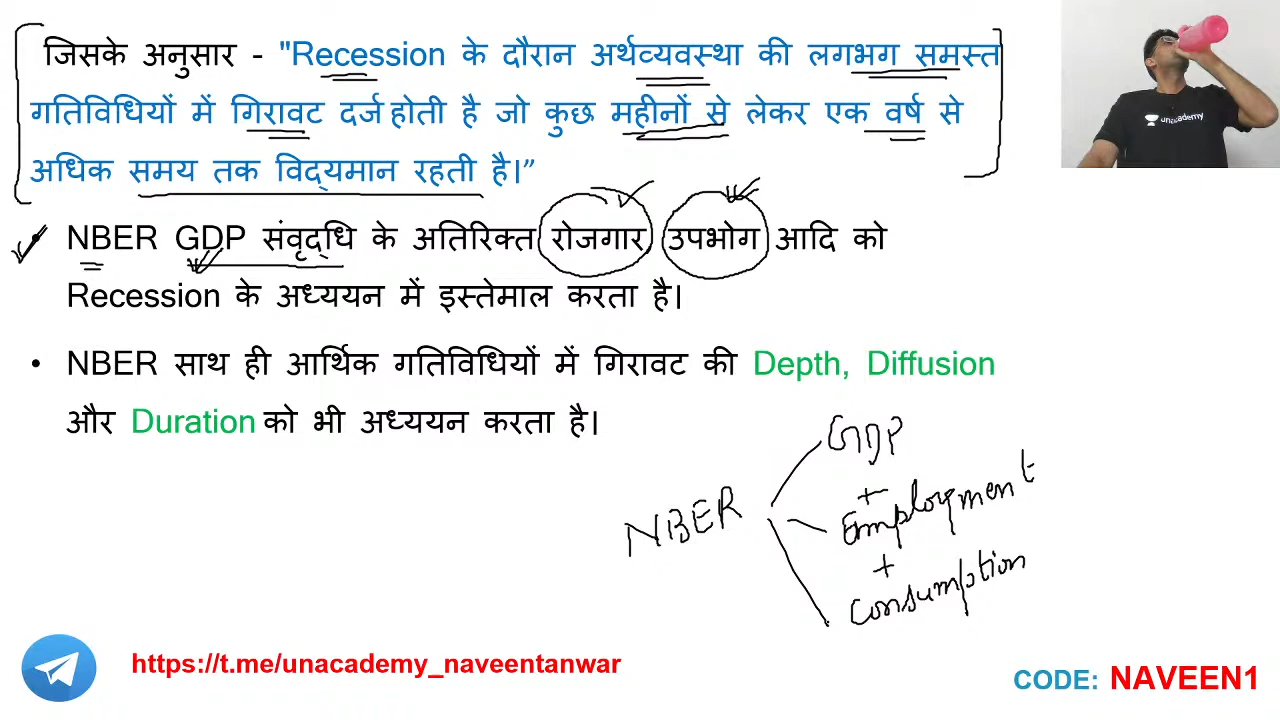 जिसके अनुसार - "Recession के दौरान अर्थव्यवस्था की लगभग समस्त
गतिविधियों में गिरावट दर्ज होती है जो कुछ महीनों से लेकर एक वर्ष से
अधिक समय तक विद्यमान रहती है।”
unacademy
NBER GDP संवृद्धि के अतिरिक्त रोजगार उपभोग आदि को
Recession के अध्ययन में इस्तेमाल करता है।
• NBER साथ ही आर्थिक गतिविधियों में गिरावट की Depth, Diffusion
और Duration को भी अध्ययन करता है।
NBER
GDP
+
Employment
+
Consumption
https://t.me/unacademy_naveentanwar
CODE: NAVEEN1